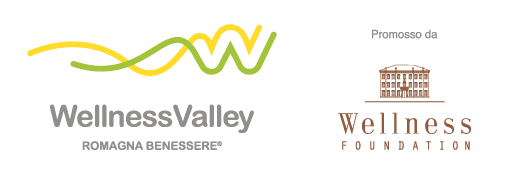 WellnessValley
ROMAGNA BENESSERE®
Promosso da
Wellness
FOUNDATION